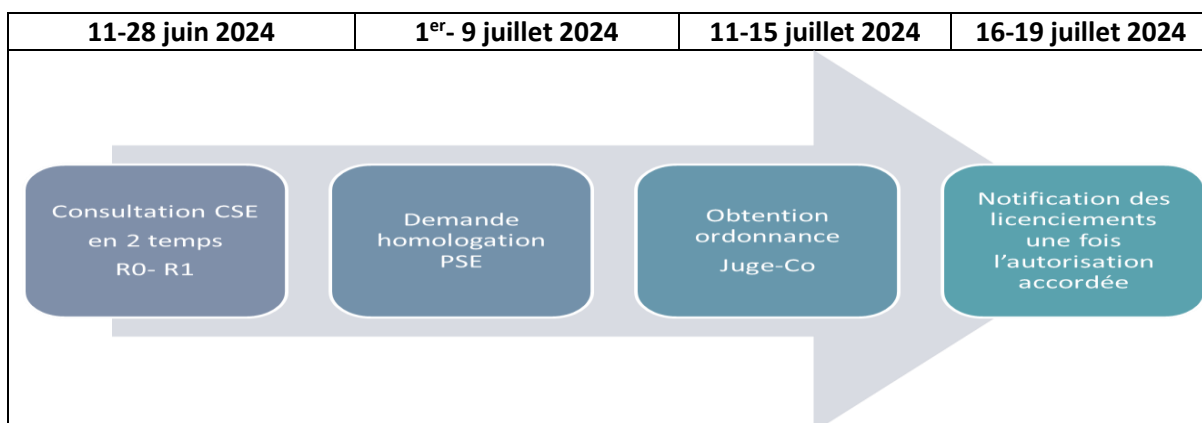 11-28 juin 2024
1er- 9 juillet 2024
11-15 juillet 2024
16-19 juillet 2024
Consultation CSE
en 2 temps
R0- R1
Demande
homologation
PSE
Obtention
ordonnance
Juge-Co
Notification des
licenciements
une fois
l'autorisation
accordée